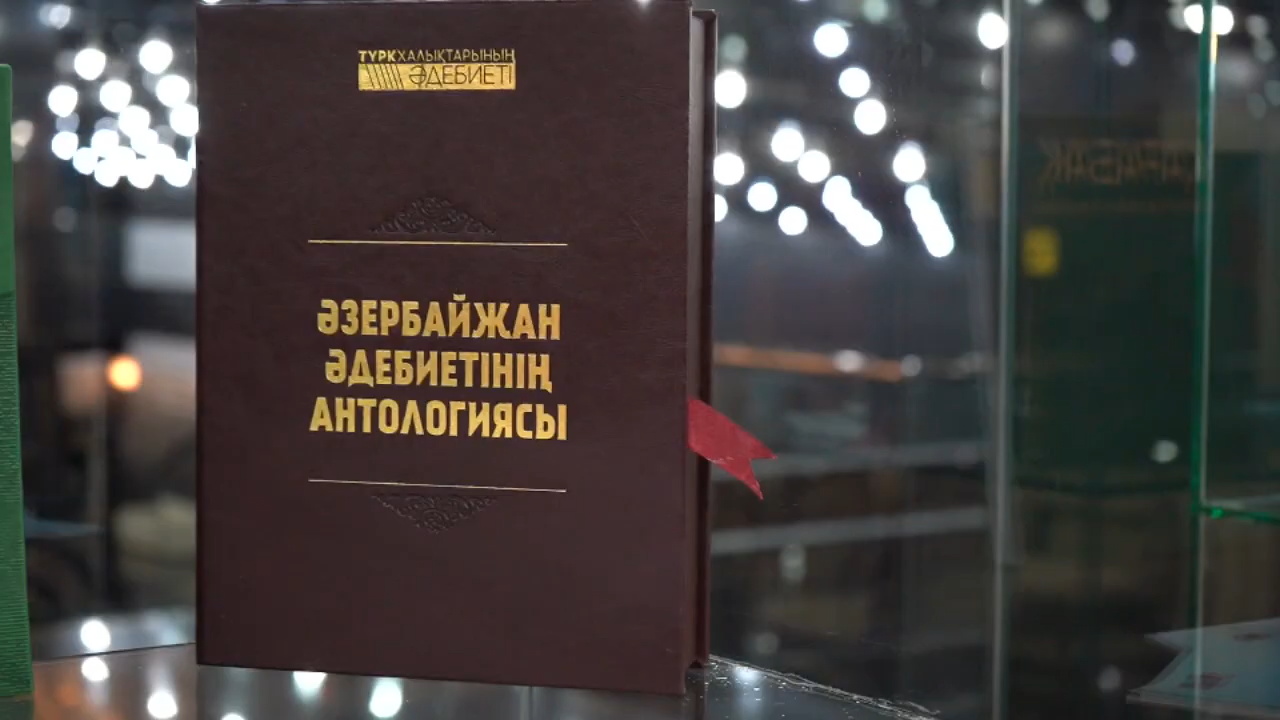 ТҮРКХАЛЫҚТАРЫНЫҢ
ӘДЕБИЕТІ
ӘЗЕРБАЙЖАН
ӘДЕБИЕТІНІҢ
АНТОЛОГИЯСЫ